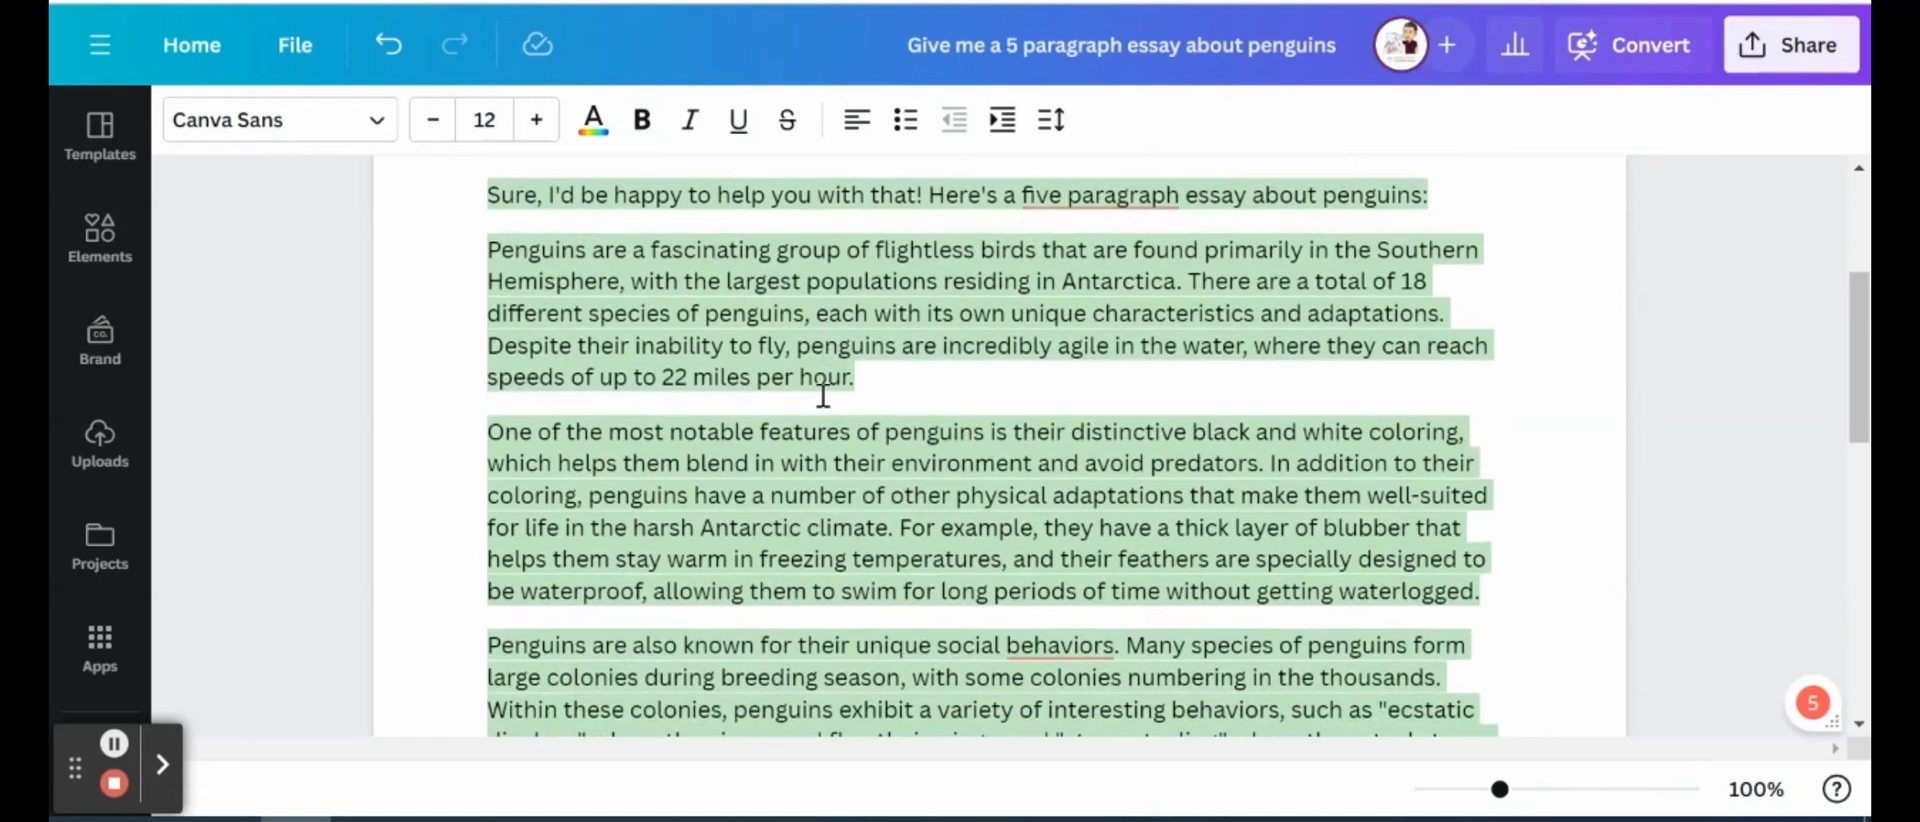 Home File Give me a 5 paragraph essay about penguins + Convert Share
Canva Sans - 12 + A B I U S
Templates
Elements
CO.
Brand
Uploads
Projects
Apps
Sure, I'd be happy to help you with that! Here's a five paragraph essay about penguins:
Penguins are a fascinating group of flightless birds that are found primarily in the Southern
Hemisphere, with the largest populations residing in Antarctica. There are a total of 18
different species of penguins, each with its own unique characteristics and adaptations.
Despite their inability to fly, penguins are incredibly agile in the water, where they can reach
speeds of up to 22 miles per hour.
One of the most notable features of penguins is their distinctive black and white coloring,
which helps them blend in with their environment and avoid predators. In addition to their
coloring, penguins have a number of other physical adaptations that make them well-suited
for life in the harsh Antarctic climate. For example, they have a thick layer of blubber that
helps them stay warm in freezing temperatures, and their feathers are specially designed to
be waterproof, allowing them to swim for long periods of time without getting waterlogged.
Penguins are also known for their unique social behaviors. Many species of penguins form
large colonies during breeding season, with some colonies numbering in the thousands.
Within these colonies, penguins exhibit a variety of interesting behaviors, such as "ecstatic
5
100% ?